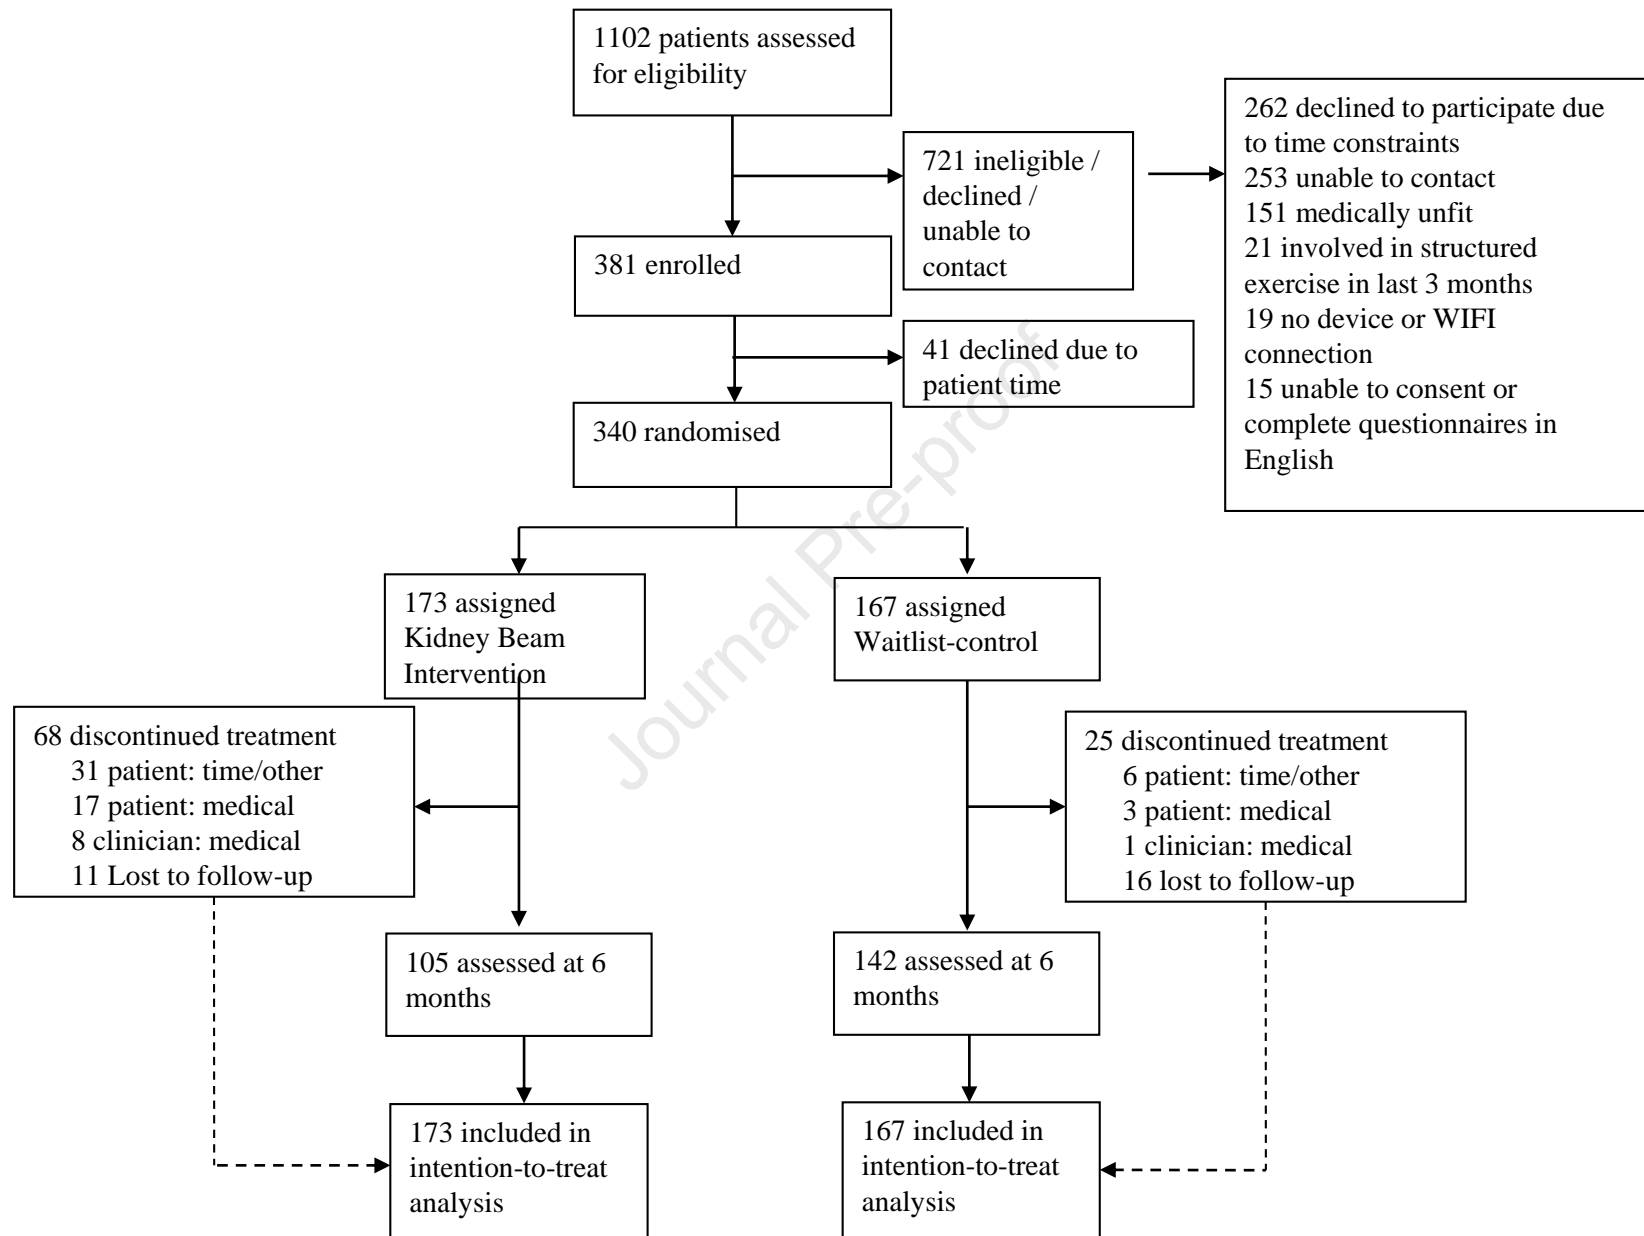 1102 patients assessed
for eligibility
721 ineligible /
declined /
unable to
contact
262 declined to participate due
to time constraints
253 unable to contact
151 medically unfit
21 involved in structured
exercise in last 3 months
19 no device or WIFI
connection
15 unable to consent or
complete questionnaires in
English
381 enrolled
41 declined due to
patient time
340 randomised
Journal Pre-proof
173 assigned
Kidney Beam
Intervention
167 assigned
Waitlist-control
68 discontinued treatment
31 patient: time/other
17 patient: medical
8 clinician: medical
11 Lost to follow-up
25 discontinued treatment
6 patient: time/other
3 patient: medical
1 clinician: medical
16 lost to follow-up
105 assessed at 6
months
142 assessed at 6
months
173 included in
intention-to-treat
analysis
167 included in
intention-to-treat
analysis